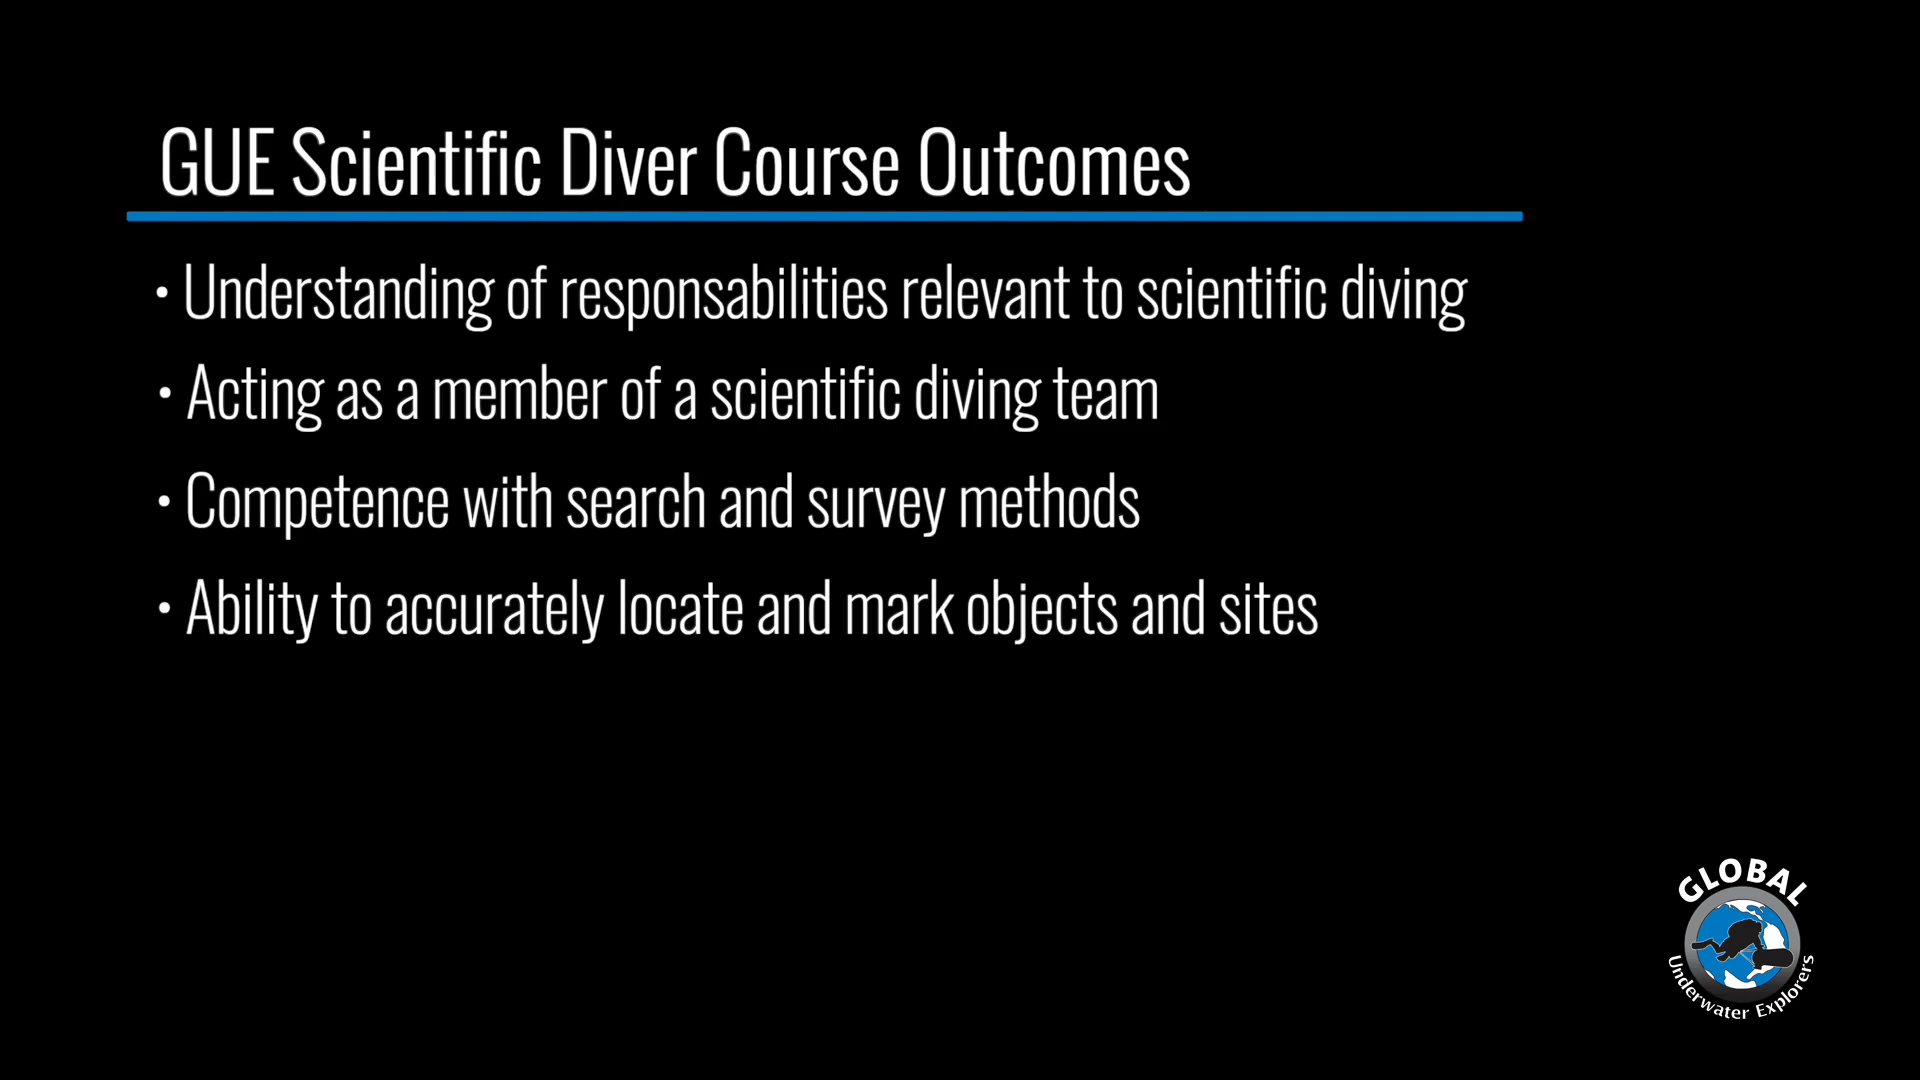 GUE Scientific Diver Course Outcomes
• Understanding of responsabilities relevant to scientific diving
• Acting as a member of a scientific diving team
• Competence with search and survey methods
• Ability to accurately locate and mark objects and sites
GLOBAL
Underwater Explorers